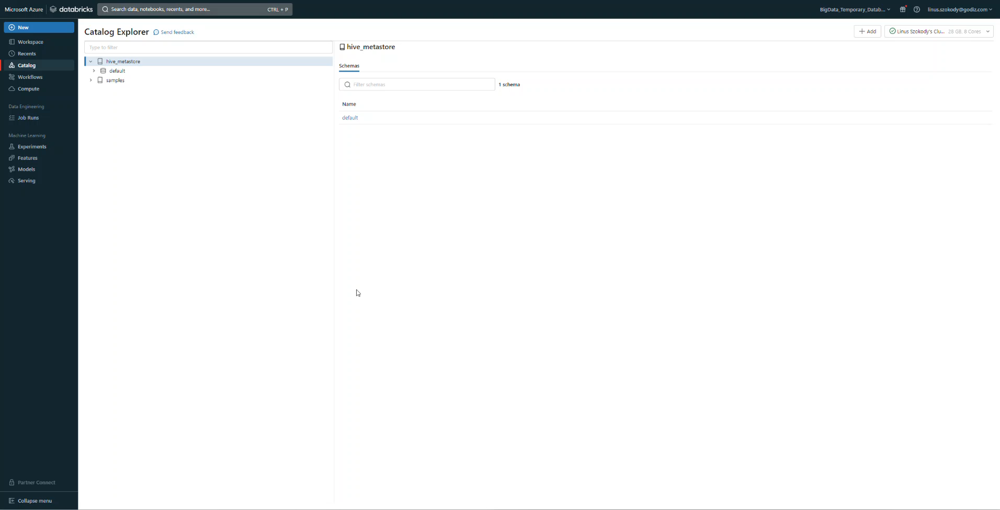 Microsoft Azure databricks Search data, notebooks, recents, and more... CTRL + P BigData_Temporary_Datab... linus.szokody@godiz.com
New
Workspace
Recents
Catalog
Workflows
Compute
Data Engineering
Job Runs
Machine Learning
Experiments
Features
Models
Serving
Partner Connect
Collapse menu
Catalog Explorer Send feedback
Add Linus Szokody's Clu... 28 GB, 8 Cores
Type to filter
hive_metastore
default
samples
hive_metastore
Schemas
Filter schemas 1 schema
Name
default